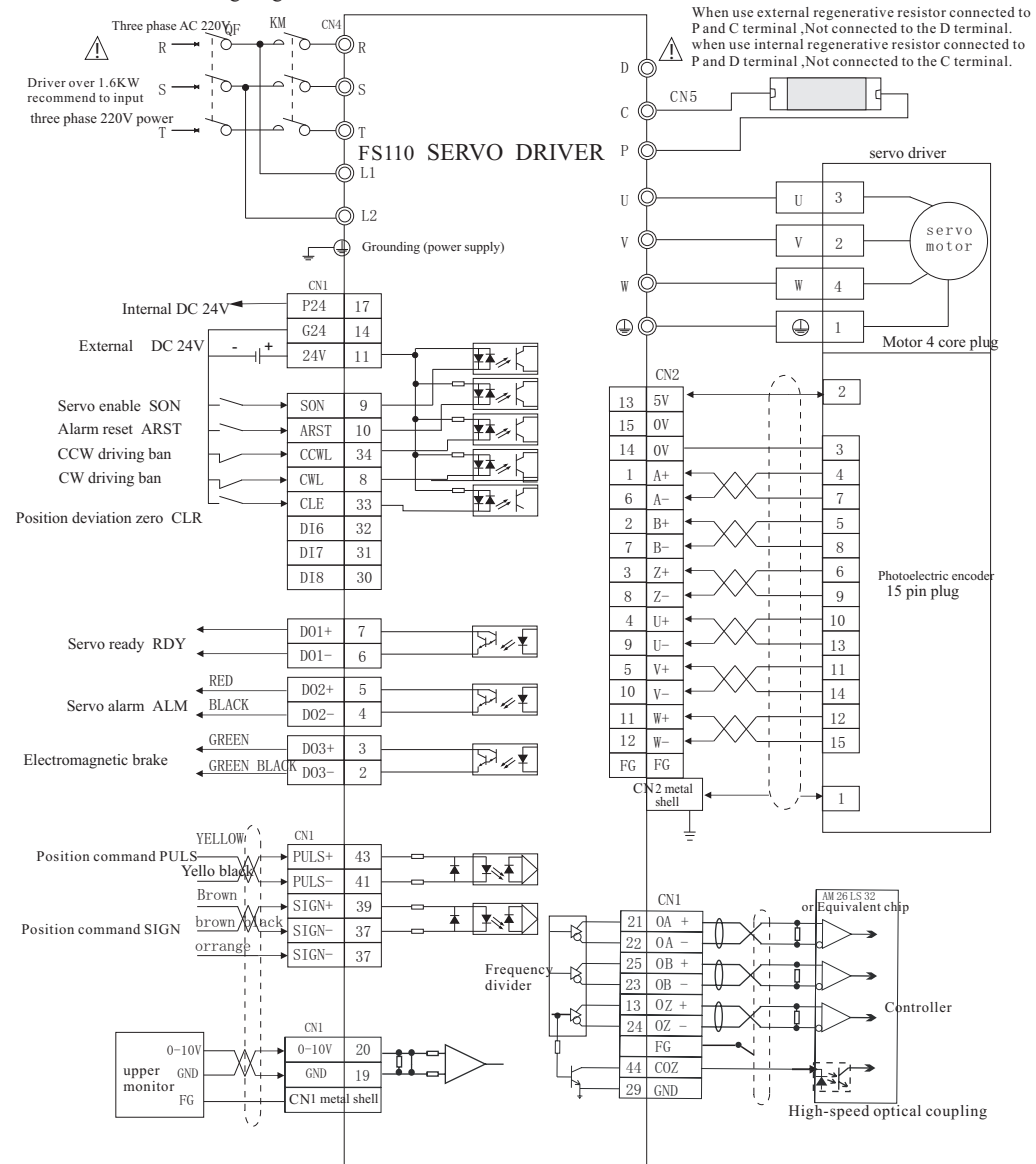 When use external regenerative resistor connected to
P and C terminal ,Not connected to the D terminal.
when use internal regenerative resistor connected to
P and D terminal ,Not connected to the C terminal.
Three phase AC 220V
QF
KM
CN4
R
R
Driver over 1.6KW
recommend to input
three phase 220V power
S
S
T
T
FS110 SERVO DRIVER
L1
L2
Grounding (power supply)
D
C
CN5
P
servo driver
U
U
3
V
V
2
W
W
4
1
servo
motor
Motor 4 core plug
CN1
Internal DC 24V
P24
17
G24
14
External DC 24V
-
+
24V
11
Servo enable SON
SON
9
Alarm reset ARST
ARST
10
CCW driving ban
CCWL
34
CW driving ban
CWL
8
CLE
33
Position deviation zero CLR
DI6
32
DI7
31
DI8
30
Servo ready RDY
DO1+
7
DO1-
6
RED
Servo alarm ALM
BLACK
DO2+
5
DO2-
4
GREEN
Electromagnetic brake
GREEN BLACK
DO3+
3
DO3-
2
CN2
13
5V
2
15
0V
14
0V
3
1
A+
4
6
A-
7
2
B+
5
7
B-
8
3
Z+
6
8
Z-
9
4
U+
10
9
U-
13
5
V+
11
10
V-
14
11
W+
12
12
W-
15
FG
FG
CN2 metal
shell
1
Photoelectric encoder
15 pin plug
YELLOW
CN1
Position command PULS
PULS+
43
Yello black
PULS-
41
Brown
SIGN+
39
Position command SIGN
brown black
SIGN-
37
orrange
SIGN-
37
CN1
upper
monitor
0-10V
0-10V
20
GND
GND
19
FG
CN1 metal shell
CN1
AM 26 LS 32
or Equivalent chip
21
OA +
22
OA -
Frequency
divider
25
OB +
23
OB -
13
OZ +
24
OZ -
Controller
FG
44
COZ
29
GND
High-speed optical coupling